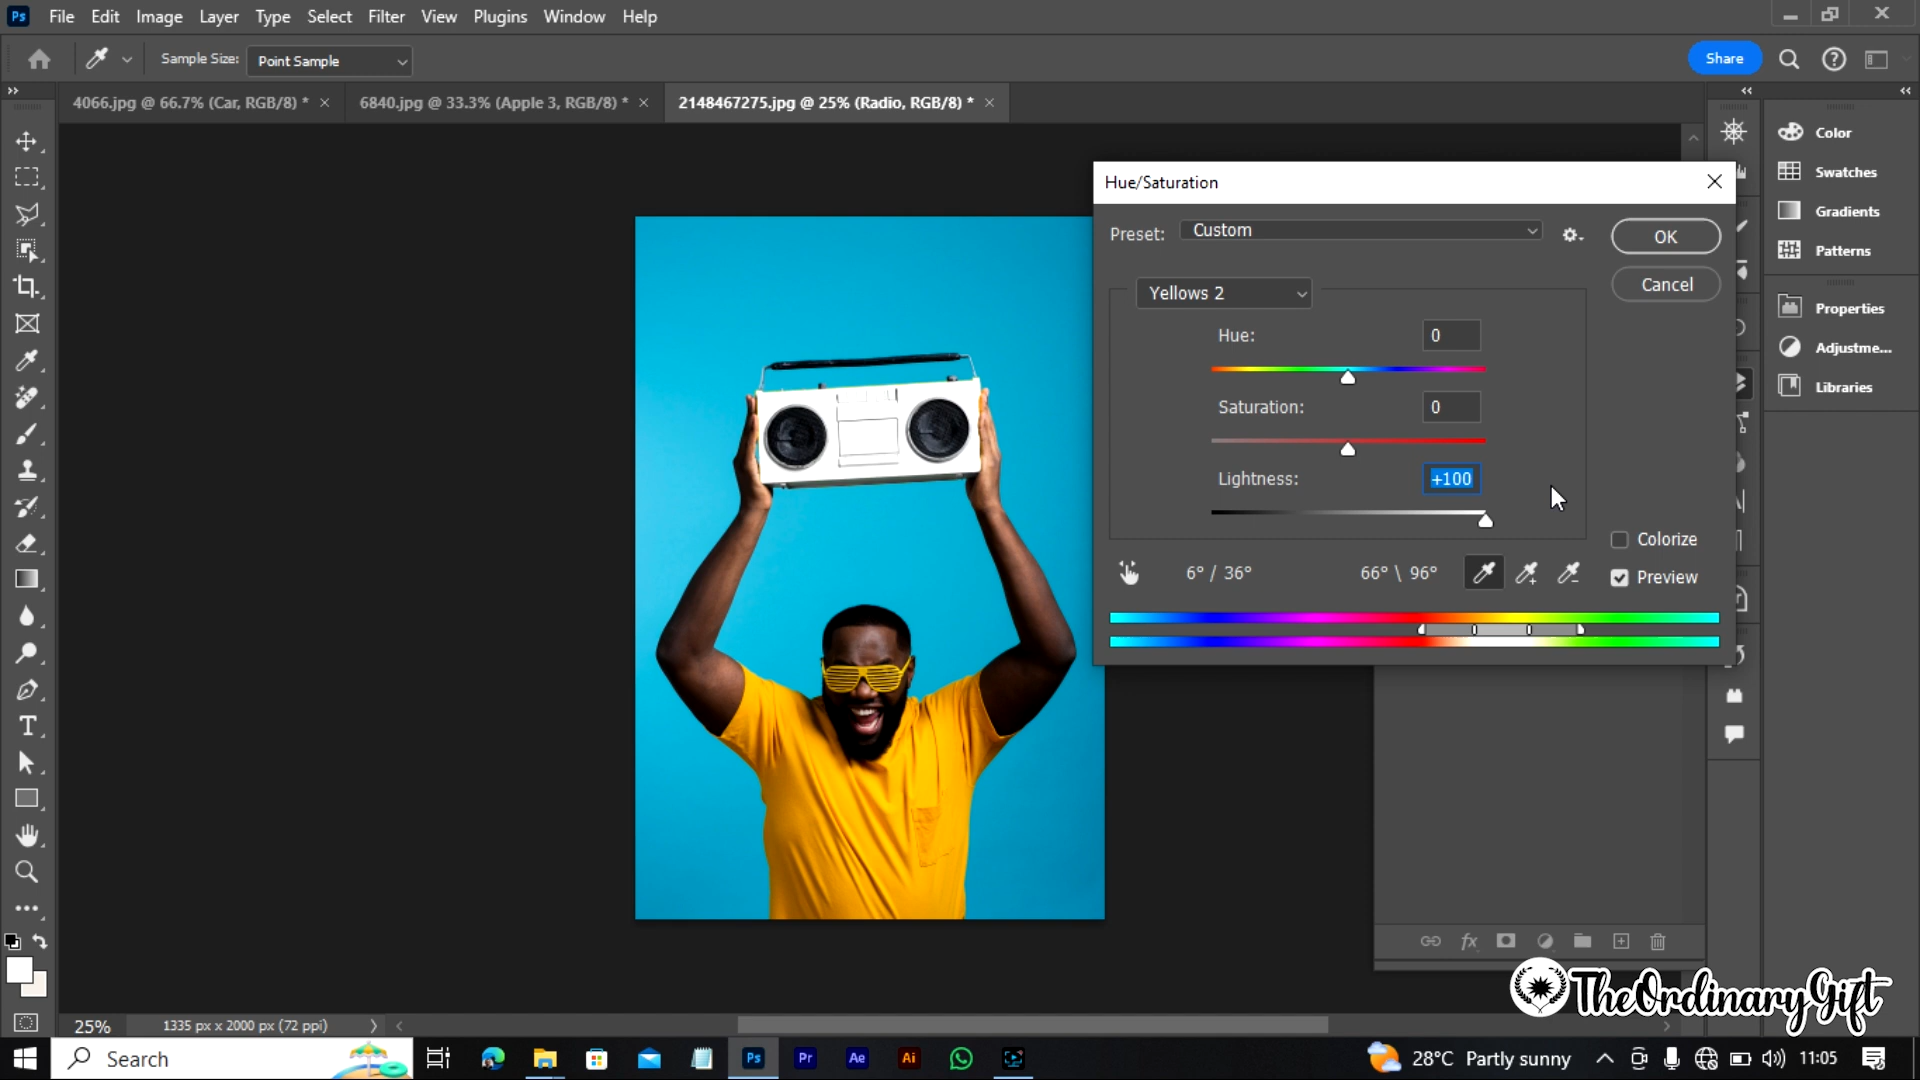 Ps File Edit Image Layer Type Select Filter View Plugins Window Help
Sample Size: Point Sample Share
4066.jpg @ 66.7% (Car, RGB/8) * 6840.jpg @ 33.3% (Apple 3, RGB/8) * 2148467275.jpg @ 25% (Radio, RGB/8) *
Color
Swatches
Gradients
Patterns
Properties
Adjustme...
Libraries
Hue/Saturation
Preset: Custom OK
Cancel
Yellows 2
Hue: 0
Saturation: 0
Lightness: +100
Colorize
6° / 36° 66° \ 96° Preview
fx
TheOrdinaryGift
25% 1335 px x 2000 px (72 ppi)
Search Ps Pr Ae Ai 28°C Partly sunny 11:05